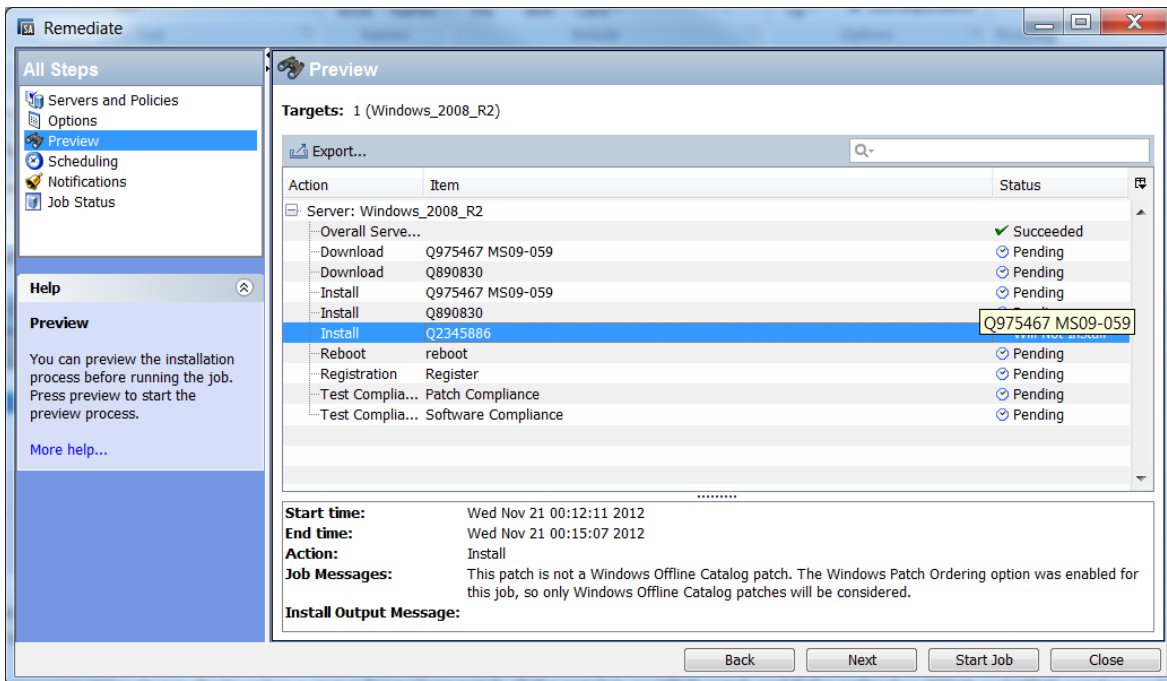 SA Remediate
All Steps
Servers and Policies
Options
Preview
Scheduling
Notifications
Job Status
Help
Preview
You can preview the installation
process before running the job.
Press preview to start the
preview process.
More help...
Preview
Targets: 1 (Windows_2008_R2)
Export...
Action Item Status
Server: Windows_2008_R2
Overall Serve... Succeeded
Download Q975467 MS09-059 Pending
Download Q890830 Pending
Install Q975467 MS09-059 Pending
Install Q890830
Q975467 MS09-059
Install Q2345886 Will Not Install
Reboot reboot Pending
Registration Register Pending
Test Complia... Patch Compliance Pending
Test Complia... Software Compliance Pending
Start time: Wed Nov 21 00:12:11 2012
End time: Wed Nov 21 00:15:07 2012
Action: Install
Job Messages: This patch is not a Windows Offline Catalog patch. The Windows Patch Ordering option was enabled for
this job, so only Windows Offline Catalog patches will be considered.
Install Output Message:
Back Next Start Job Close